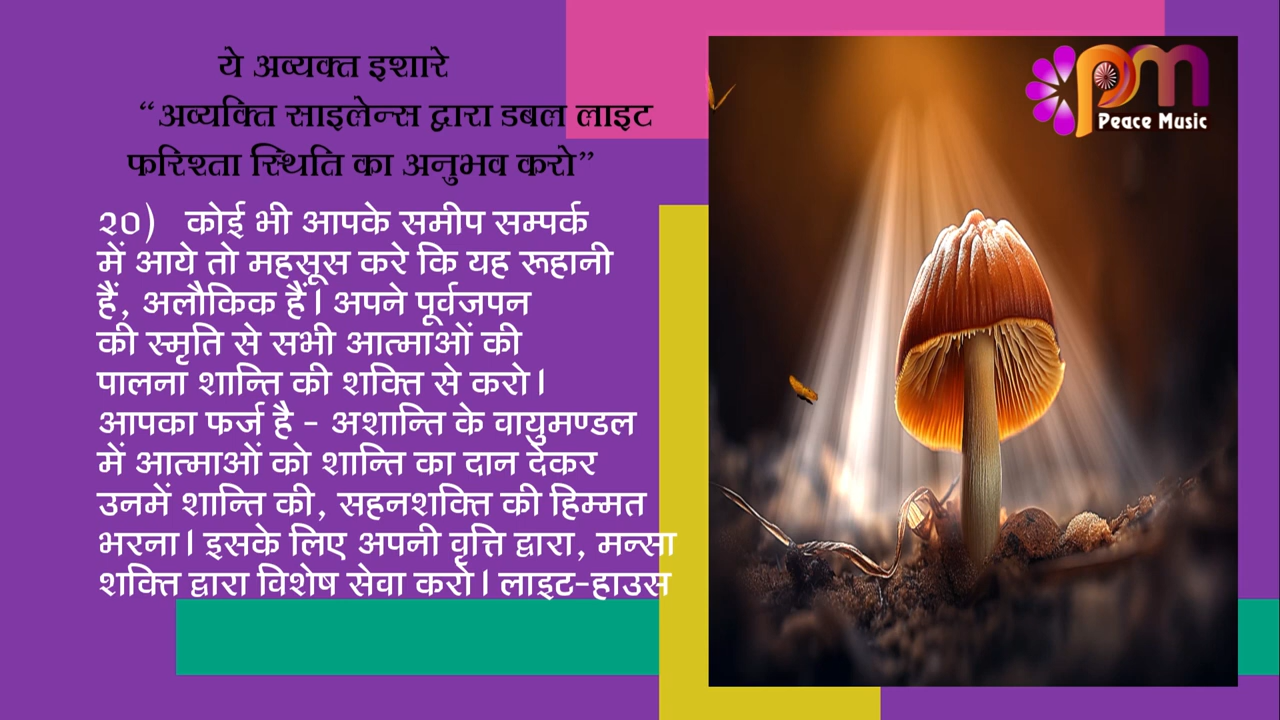 ये अव्यक्त इशारे
“अव्यक्ति साइलेन्स द्वारा डबल लाइट
फरिश्ता स्थिति का अनुभव करो”
२०) कोई भी आपके समीप सम्पर्क
में आये तो महसूस करे कि यह रूहानी
हैं, अलौकिक हैं। अपने पूर्वजपन
की स्मृति से सभी आत्माओं की
पालना शान्ति की शक्ति से करो।
आपका फर्ज है - अशान्ति के वायुमण्डल
में आत्माओं को शान्ति का दान देकर
उनमें शान्ति की, सहनशक्ति की हिम्मत
भरना। इसके लिए अपनी वृत्ति द्वारा, मन्सा
शक्ति द्वारा विशेष सेवा करो। लाइट-हाउस
pm
Peace Music